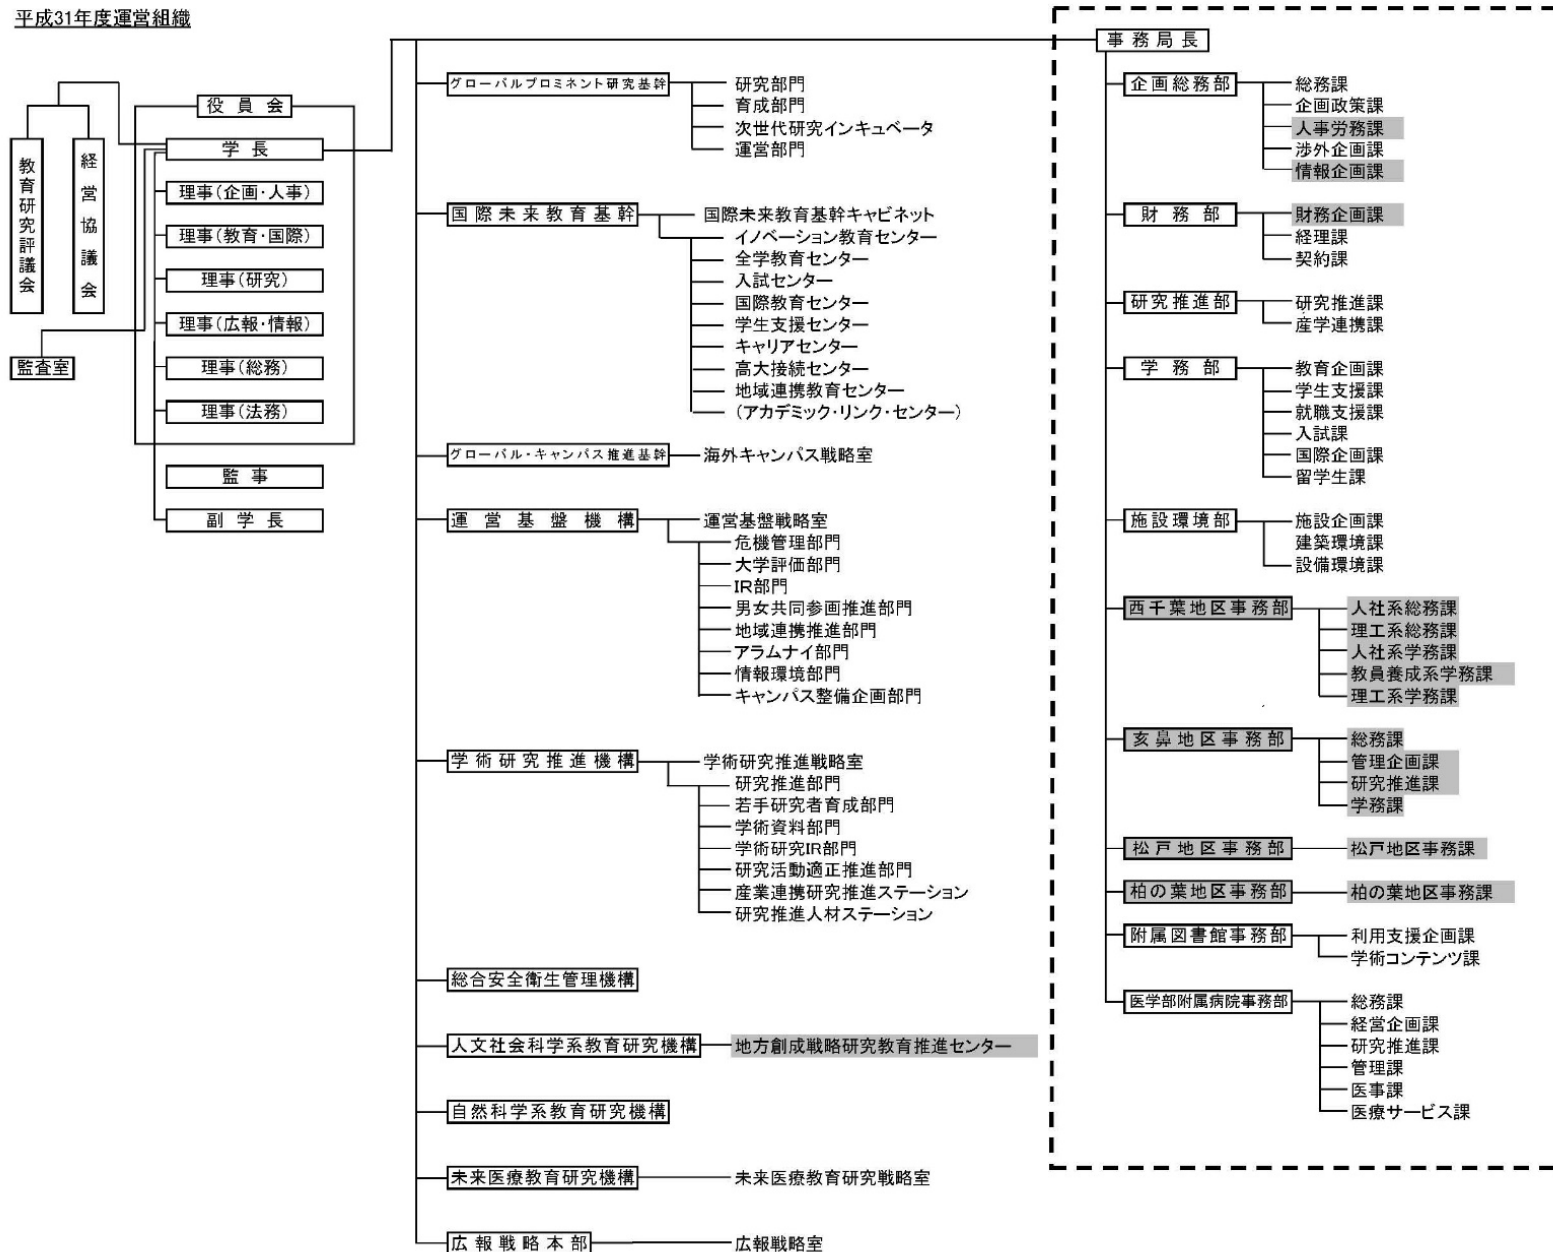 平成31年度運営組織
教育研究評議会
経営協議会
監査室
役員会
学長
理事(企画・人事)
理事(教育・国際)
理事(研究)
理事(広報・情報)
理事(総務)
理事(法務)
監事
副学長
グローバルプロミネント研究基幹
研究部門
育成部門
次世代研究インキュベータ
運営部門
国際未来教育基幹
国際未来教育基幹キャビネット
イノベーション教育センター
全学教育センター
入試センター
国際教育センター
学生支援センター
キャリアセンター
高大接続センター
地域連携教育センター
(アカデミック・リンク・センター)
グローバル・キャンパス推進基幹
海外キャンパス戦略室
運営基盤機構
運営基盤戦略室
危機管理部門
大学評価部門
IR部門
男女共同参画推進部門
地域連携推進部門
アラムナイ部門
情報環境部門
キャンパス整備企画部門
学術研究推進機構
学術研究推進戦略室
研究推進部門
若手研究者育成部門
学術資料部門
学術研究IR部門
研究活動適正推進部門
産業連携研究推進ステーション
研究推進人材ステーション
総合安全衛生管理機構
人文社会科学系教育研究機構
地方創成戦略研究教育推進センター
自然科学系教育研究機構
未来医療教育研究機構
未来医療教育研究戦略室
広報戦略本部
広報戦略室
事務局長
企画総務部
総務課
企画政策課
人事労務課
渉外企画課
情報企画課
財務部
財務企画課
経理課
契約課
研究推進部
研究推進課
産学連携課
学務部
教育企画課
学生支援課
就職支援課
入試課
国際企画課
留学生課
施設環境部
施設企画課
建築環境課
設備環境課
西千葉地区事務部
人社系総務課
理工系総務課
人社系学務課
教員養成系学務課
理工系学務課
亥鼻地区事務部
総務課
管理企画課
研究推進課
学務課
松戸地区事務部
松戸地区事務課
柏の葉地区事務部
柏の葉地区事務課
附属図書館事務部
利用支援企画課
学術コンテンツ課
医学部附属病院事務部
総務課
経営企画課
研究推進課
管理課
医事課
医療サービス課